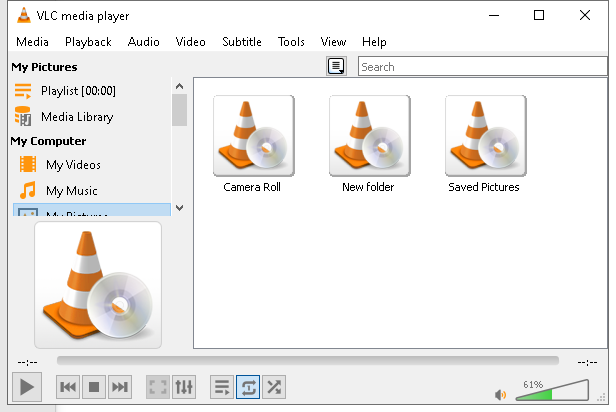 VLC media player
Media Playback Audio Video Subtitle Tools View Help
My Pictures
Search
Playlist [00:00]
Media Library
My Computer
My Videos
My Music
My Pictures
Camera Roll New folder Saved Pictures
--:-- --:--
61%